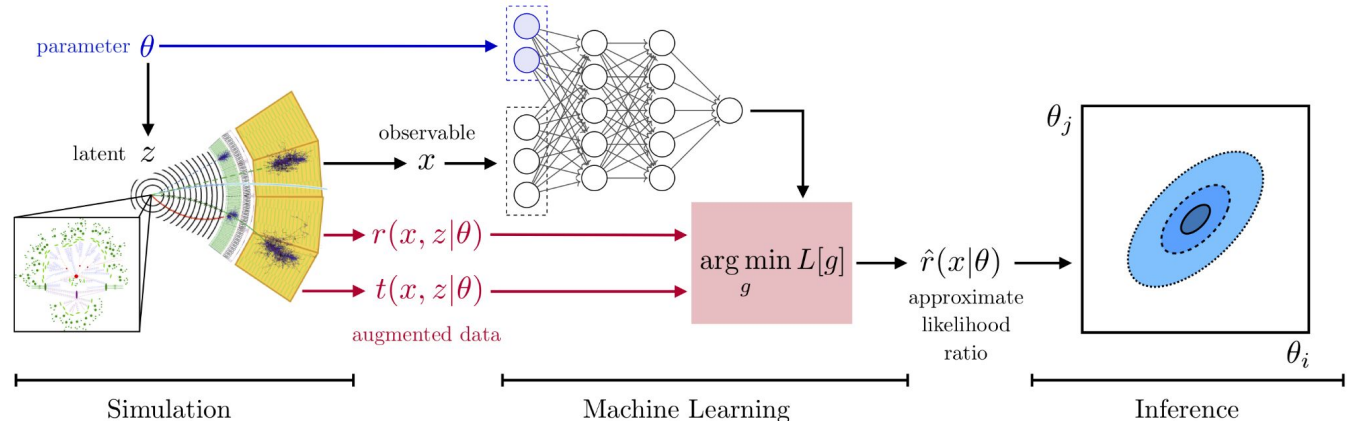 parameter θ
latent z
observable
x
r(x, z|θ)
t(x, z|θ)
augmented data
arg min L[g]
g
r̂(x|θ)
approximate
likelihood
ratio
θj
θi
Simulation
Machine Learning
Inference